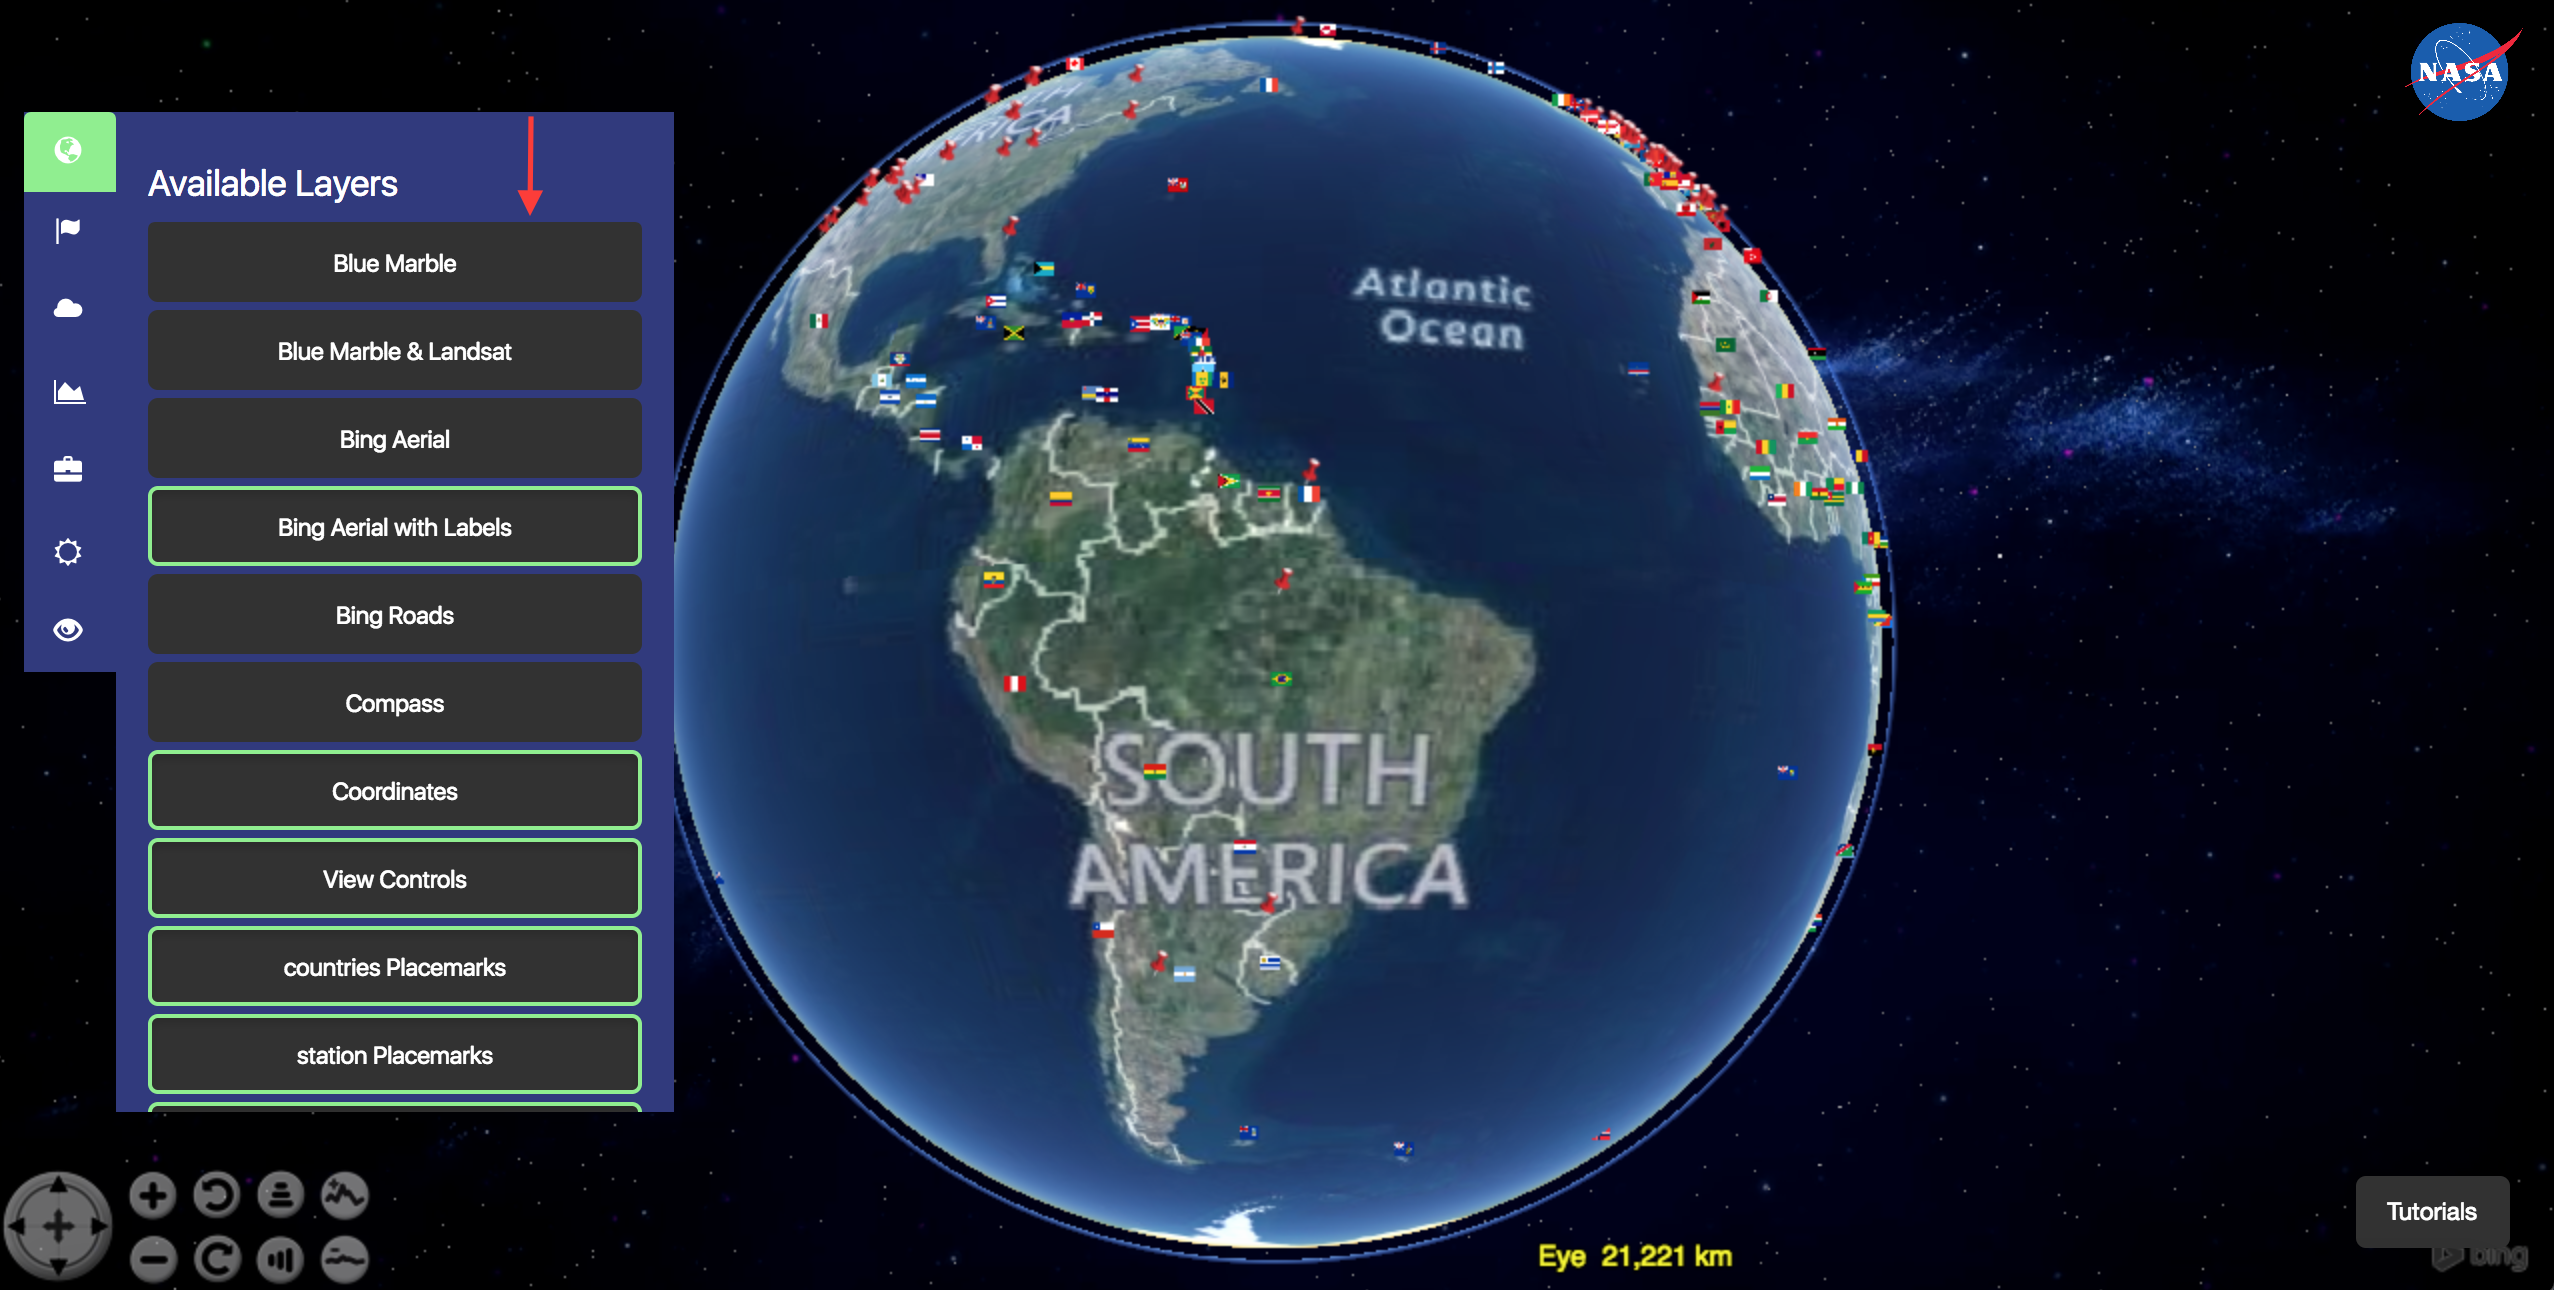 NASA
Available Layers
Blue Marble
Blue Marble & Landsat
Bing Aerial
Bing Aerial with Labels
Bing Roads
Compass
Coordinates
View Controls
countries Placemarks
station Placemarks
Atlantic
Ocean
SOUTH
AMERICA
Eye 21,221 km
Tutorials
bing